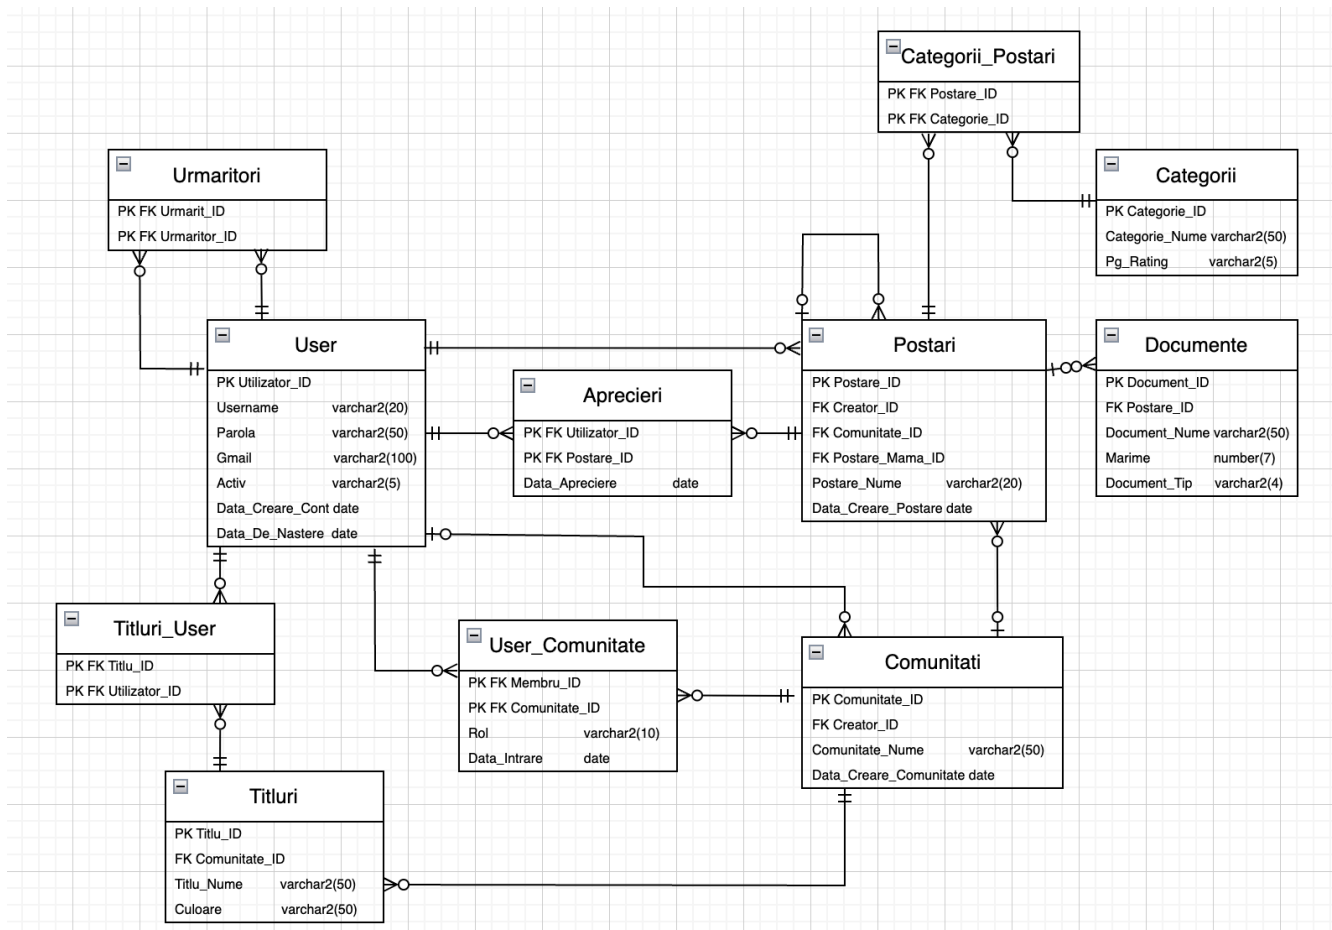 Categorii_Postari
PK FK Postare_ID
PK FK Categorie_ID
Urmaritori
PK FK Urmarit_ID
PK FK Urmaritor_ID
Categorii
PK Categorie_ID
Categorie_Nume varchar2(50)
Pg_Rating varchar2(5)
User
PK Utilizator_ID
Username varchar2(20)
Parola varchar2(50)
Gmail varchar2(100)
Activ varchar2(5)
Data_Creare_Cont date
Data_De_Nastere date
Aprecieri
PK FK Utilizator_ID
PK FK Postare_ID
Data_Apreciere date
Postari
PK Postare_ID
FK Creator_ID
FK Comunitate_ID
FK Postare_Mama_ID
Postare_Nume varchar2(20)
Data_Creare_Postare date
Documente
PK Document_ID
FK Postare_ID
Document_Nume varchar2(50)
Marime number(7)
Document_Tip varchar2(4)
Titluri_User
PK FK Titlu_ID
PK FK Utilizator_ID
User_Comunitate
PK FK Membru_ID
PK FK Comunitate_ID
Rol varchar2(10)
Data_Intrare date
Comunitati
PK Comunitate_ID
FK Creator_ID
Comunitate_Nume varchar2(50)
Data_Creare_Comunitate date
Titluri
PK Titlu_ID
FK Comunitate_ID
Titlu_Nume varchar2(50)
Culoare varchar2(50)